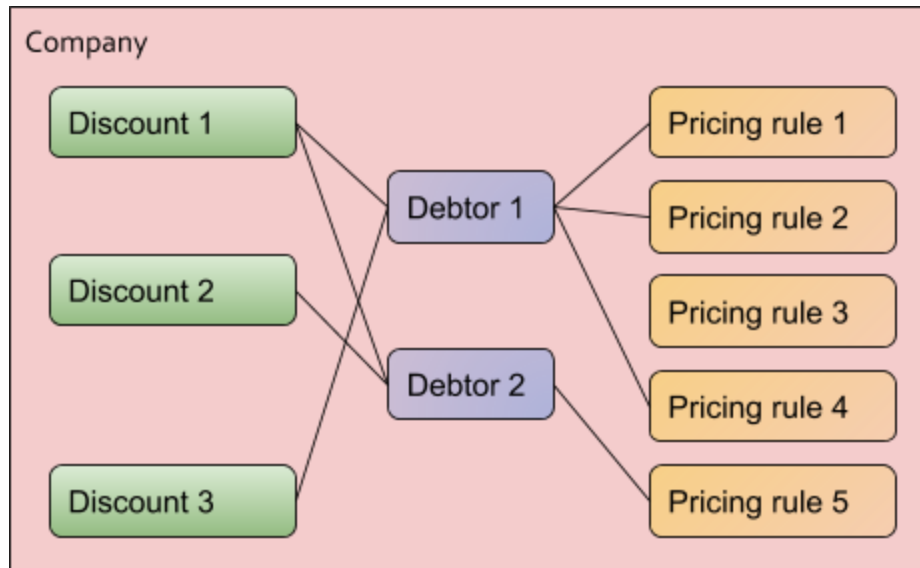 Company
Discount 1
Discount 2
Discount 3
Debtor 1
Debtor 2
Pricing rule 1
Pricing rule 2
Pricing rule 3
Pricing rule 4
Pricing rule 5